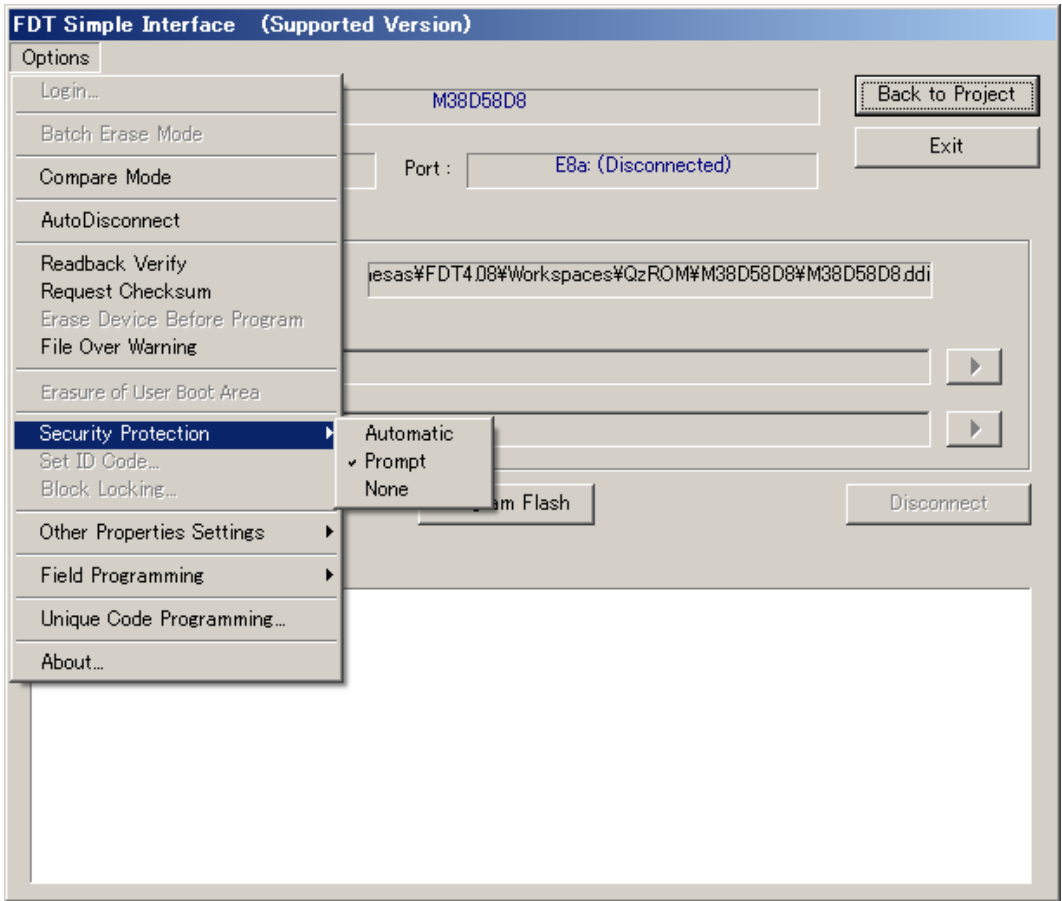 FDT Simple Interface (Supported Version)
Options
Login...
M38D58D8
Back to Project
Batch Erase Mode
Exit
Port :
E8a: (Disconnected)
Compare Mode
AutoDisconnect
Readback Verify
esas¥FDT4.08¥Workspaces¥QzROM¥M38D58D8¥M38D58D8.ddi
Request Checksum
Erase Device Before Program
File Over Warning
Erasure of User Boot Area
Security Protection
Automatic
Set ID Code...
Prompt
Block Locking...
None
am Flash
Disconnect
Other Properties Settings
Field Programming
Unique Code Programming...
About...